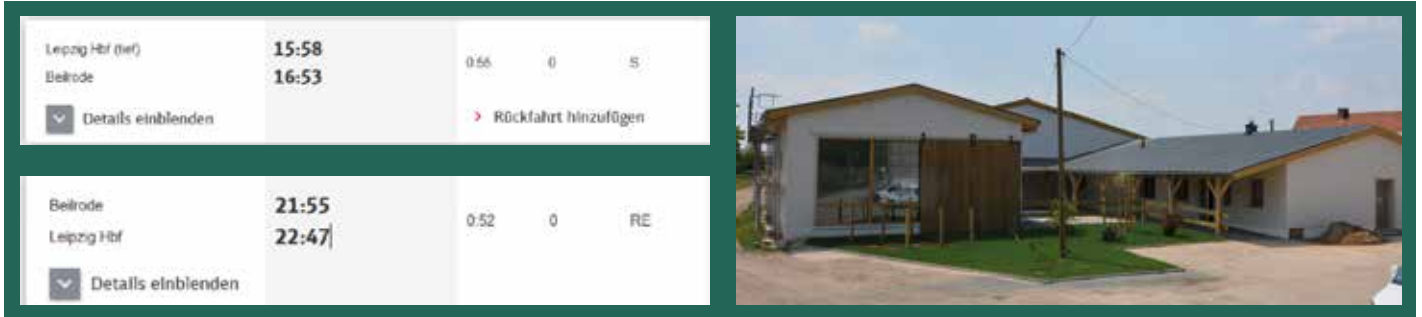 Leipzig Hbf (tief) 15:58
Beilrode 16:53
0:55 0 S
Details einblenden
Rückfahrt hinzufügen
Beilrode 21:55
Leipzig Hbf 22:47
0:52 0 RE
Details einblenden